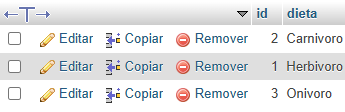 id dieta
Editar Copiar Remover 2 Carnivoro
Editar Copiar Remover 1 Herbivoro
Editar Copiar Remover 3 Onivoro